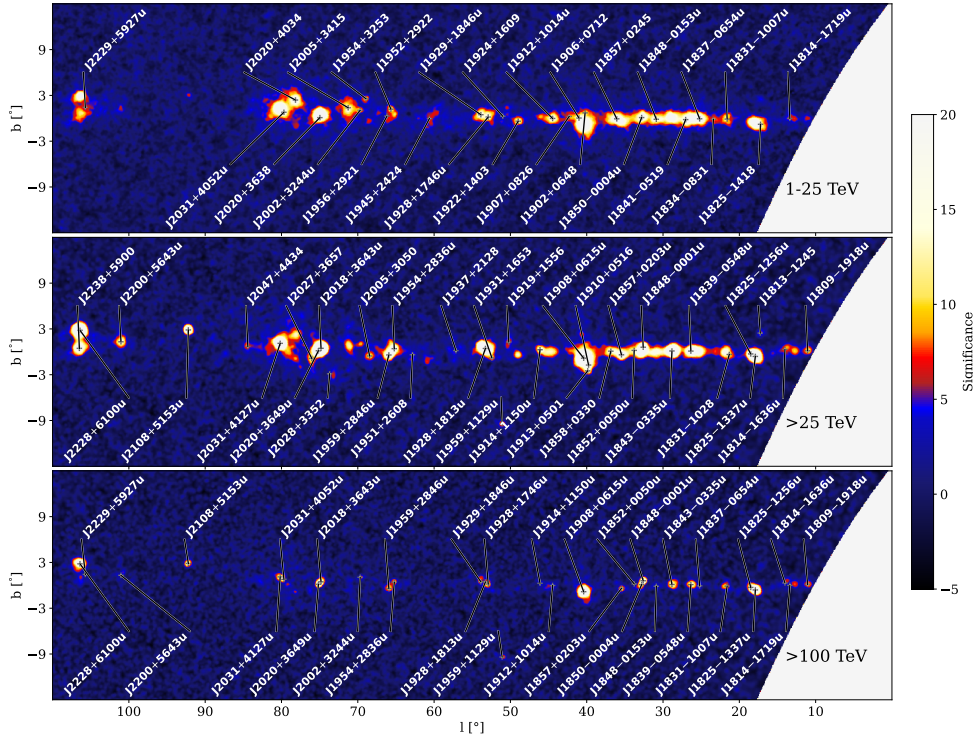 J2229+5927u
J2020+4034
J2005+3415
J1954+3253
J1952+2922
J1929+1846u
J1924+1609
J1912+1014u
J1906+0712
J1857+0245
J1848−0153u
J1837−0654u
J1831−1007u
J1814−1719u
15
9
3
−3
−9
b [°]
J2031+4052u
J2020+3638
J2002+3244u
J1956+2921
J1945+2424
J1928+1746u
J1922+1403
J1907+0826
J1902+0648
J1850−0004u
J1841−0519
J1834−0831
J1825−1418
1-25 TeV
J2238+5900
J2200+5643u
J2047+4434
J2027+3657
J2018+3643u
J2005+3050
J1954+2836u
J1937+2128
J1931+1653
J1919+1556
J1908+0615u
J1910+0516
J1857+0203u
J1848−0001u
J1839−0548u
J1825−1256u
J1813−1245
J1809−1918u
15
9
3
−3
−9
b [°]
J2228+6100u
J2108+5153u
J2031+4127u
J2020+3649u
J2028+3352
J1959+2846u
J1951+2608
J1928+1813u
J1959+1129u
J1914+1150u
J1913+0501
J1858+0330
J1852+0050u
J1843−0335u
J1831−1028
J1825−1337u
J1814−1636u
>25 TeV
J2229+5927u
J2108+5153u
J2031+4052u
J2018+3643u
J1959+2846u
J1929+1846u
J1928+1746u
J1914+1150u
J1908+0615u
J1852+0050u
J1848−0001u
J1843−0335u
J1837−0654u
J1825−1256u
J1814−1636u
J1809−1918u
15
9
3
−3
−9
b [°]
J2228+6100u
J2200+5643u
J2031+4127u
J2020+3649u
J2002+3244u
J1954+2836u
J1928+1813u
J1959+1129u
J1912+1014u
J1857+0203u
J1850−0004u
J1848−0153u
J1839−0548u
J1831−1007u
J1825−1337u
J1814−1719u
>100 TeV
100
90
80
70
60
50
40
30
20
10
l [°]
20
15
10
5
0
−5
Significance